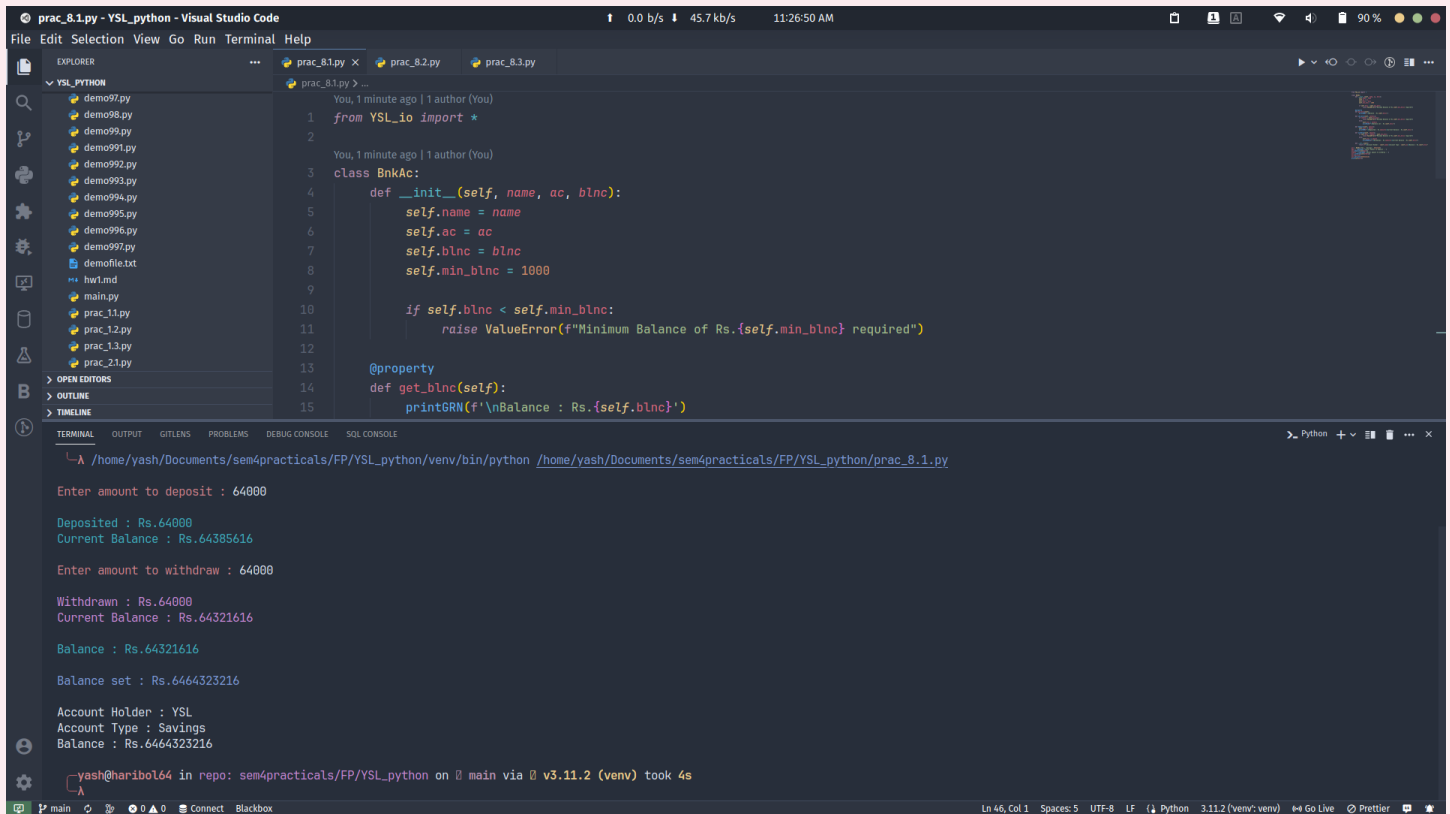 prac_8.1.py - YSL_python - Visual Studio Code
0.0 b/s 45.7 kb/s
11:26:50 AM
1 A
90 %
File Edit Selection View Go Run Terminal Help
EXPLORER
YSL_PYTHON
demo97.py
demo98.py
demo99.py
demo991.py
demo992.py
demo993.py
demo994.py
demo995.py
demo996.py
demo997.py
demofile.txt
hw1.md
main.py
prac_1.1.py
prac_1.2.py
prac_1.3.py
prac_2.1.py
OPEN EDITORS
OUTLINE
TIMELINE
prac_8.1.py prac_8.2.py prac_8.3.py
prac_8.1.py > ...
You, 1 minute ago | 1 author (You)
1 from YSL_io import *
2
You, 1 minute ago | 1 author (You)
3 class BnkAc:
4 def __init__(self, name, ac, blnc):
5 self.name = name
6 self.ac = ac
7 self.blnc = blnc
8 self.min_blnc = 1000
9
10 if self.blnc < self.min_blnc:
11 raise ValueError(f"Minimum Balance of Rs.{self.min_blnc} required")
12
13 @property
14 def get_blnc(self):
15 printGRN(f'\nBalance : Rs.{self.blnc}')
TERMINAL OUTPUT GITLENS PROBLEMS DEBUG CONSOLE SQL CONSOLE
Python
λ /home/yash/Documents/sem4practicals/FP/YSL_python/venv/bin/python /home/yash/Documents/sem4practicals/FP/YSL_python/prac_8.1.py
Enter amount to deposit : 64000
Deposited : Rs.64000
Current Balance : Rs.64385616
Enter amount to withdraw : 64000
Withdrawn : Rs.64000
Current Balance : Rs.64321616
Balance : Rs.64321616
Balance set : Rs.6464323216
Account Holder : YSL
Account Type : Savings
Balance : Rs.6464323216
yash@haribol64 in repo: sem4practicals/FP/YSL_python on main via v3.11.2 (venv) took 4s
λ
main 0 0 Connect Blackbox
Ln 46, Col 1 Spaces: 5 UTF-8 LF Python 3.11.2 ('venv': venv) Go Live Prettier